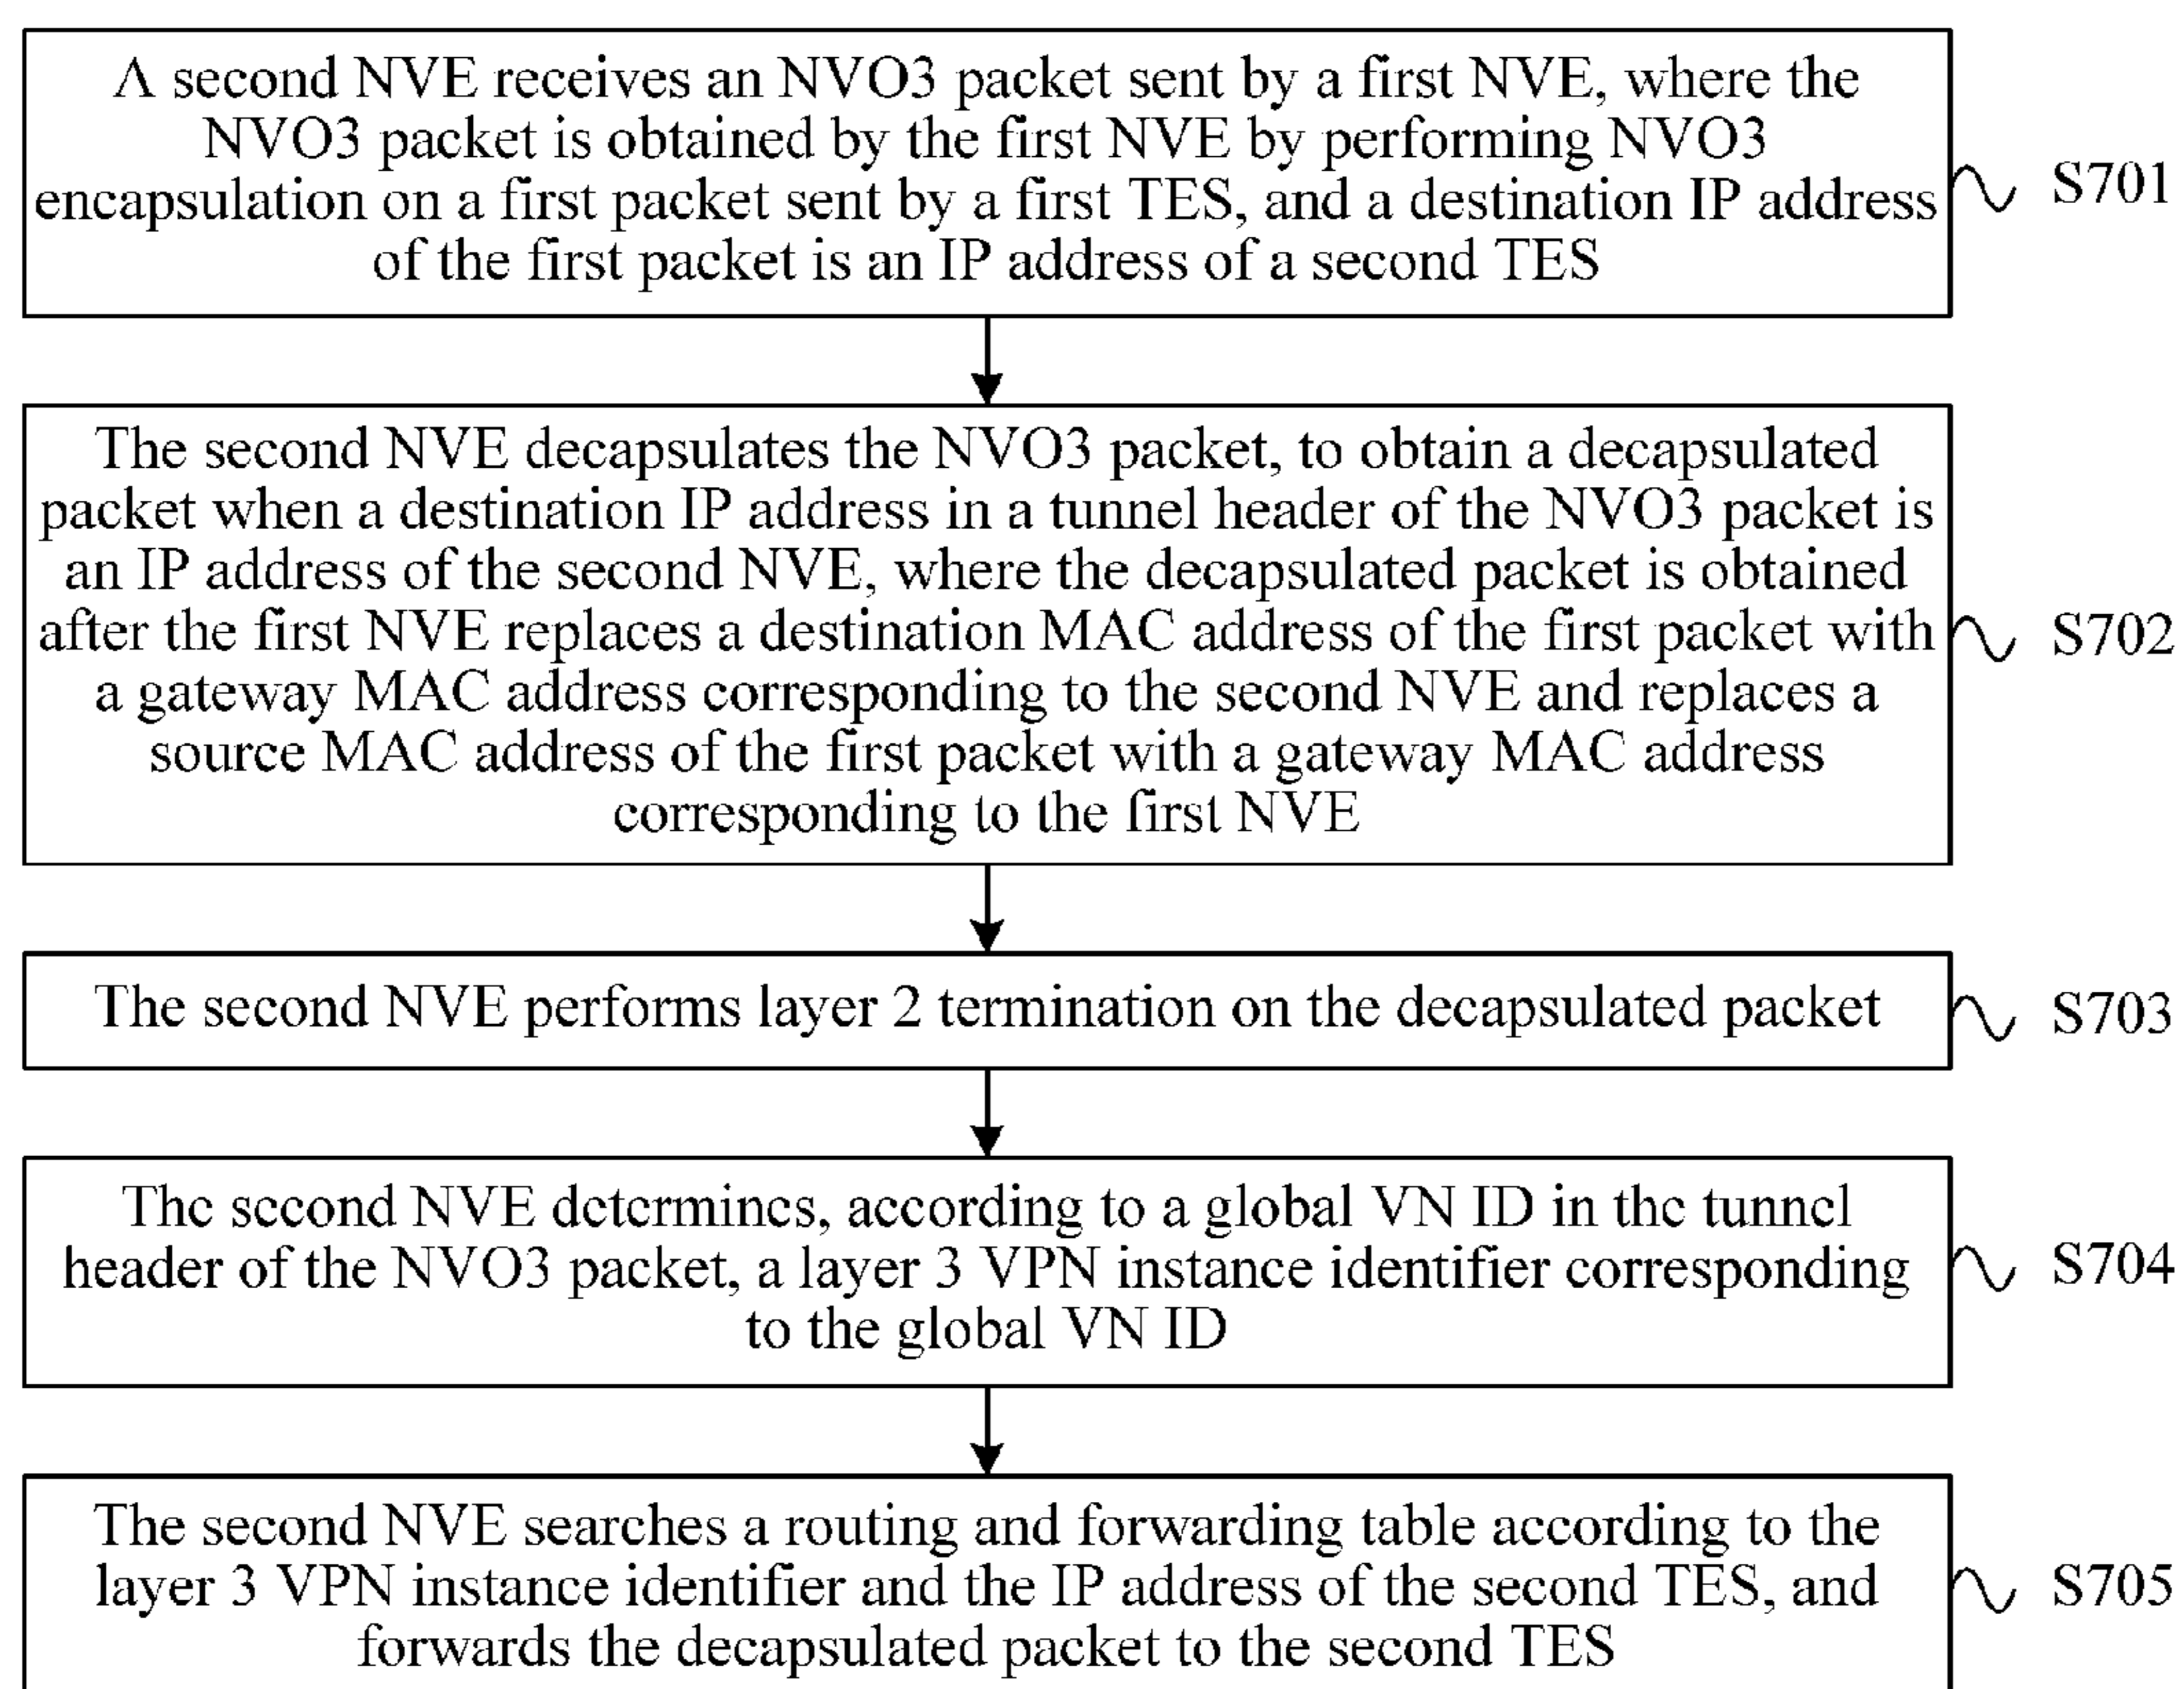 A second NVE receives an NVO3 packet sent by a first NVE, where the
NVO3 packet is obtained by the first NVE by performing NVO3
encapsulation on a first packet sent by a first TES, and a destination IP address
of the first packet is an IP address of a second TES
S701
The second NVE decapsulates the NVO3 packet, to obtain a decapsulated
packet when a destination IP address in a tunnel header of the NVO3 packet is
an IP address of the second NVE, where the decapsulated packet is obtained
after the first NVE replaces a destination MAC address of the first packet with
a gateway MAC address corresponding to the second NVE and replaces a
source MAC address of the first packet with a gateway MAC address
corresponding to the first NVE
S702
The second NVE performs layer 2 termination on the decapsulated packet
S703
The second NVE determines, according to a global VN ID in the tunnel
header of the NVO3 packet, a layer 3 VPN instance identifier corresponding
to the global VN ID
S704
The second NVE searches a routing and forwarding table according to the
layer 3 VPN instance identifier and the IP address of the second TES, and
forwards the decapsulated packet to the second TES
S705